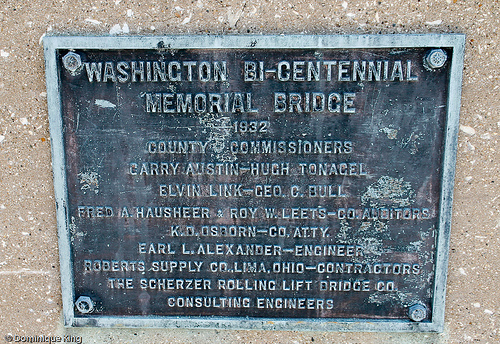 WASHINGTON BI-CENTENNIAL
MEMORIAL BRIDGE
1932
COUNTY COMMISSIONERS
CARRY AUSTIN-HUGH TONAGEL
ELVIN LINK-GEO. C. BULL
FRED A. HAUSHEER & ROY W. LEETS-CO. AUDITORS
K.D. OSBORN-CO. ATTY.
EARL L. ALEXANDER-ENGINEER
ROBERTS SUPPLY CO. LIMA, OHIO-CONTRACTORS
THE SCHERZER ROLLING LIFT BRIDGE CO.
CONSULTING ENGINEERS
© Dominique King